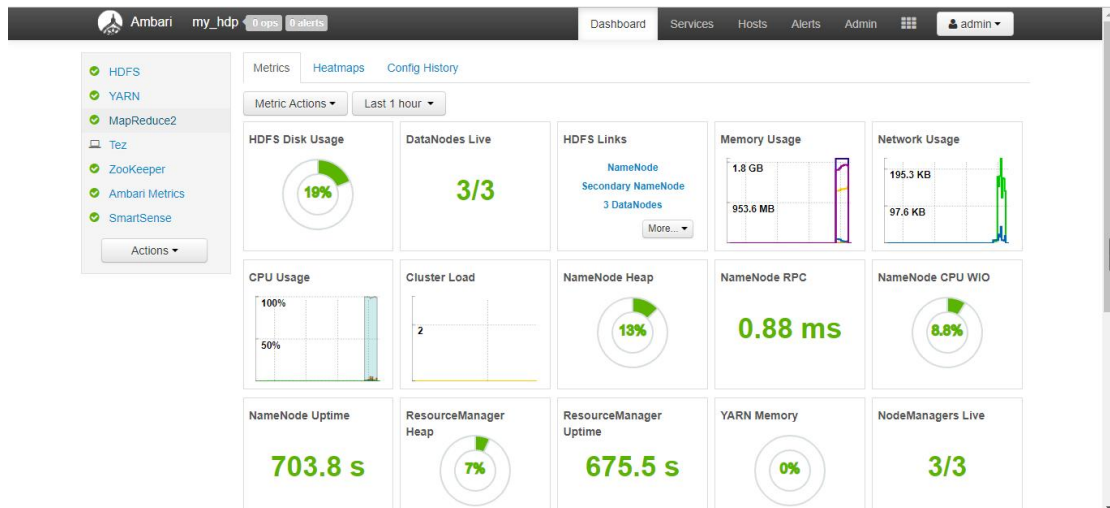 Ambari my_hdp 0 ops 0 alerts Dashboard Services Hosts Alerts Admin admin
HDFS
YARN
MapReduce2
Tez
ZooKeeper
Ambari Metrics
SmartSense
Actions
Metrics Heatmaps Config History
Metric Actions Last 1 hour
HDFS Disk Usage
19%
DataNodes Live
3/3
HDFS Links
NameNode
Secondary NameNode
3 DataNodes
More...
Memory Usage
1.8 GB
953.6 MB
Network Usage
195.3 KB
97.6 KB
CPU Usage
100%
50%
Cluster Load
2
NameNode Heap
13%
NameNode RPC
0.88 ms
NameNode CPU WIO
8.8%
NameNode Uptime
703.8 s
ResourceManager
Heap
7%
ResourceManager
Uptime
675.5 s
YARN Memory
0%
NodeManagers Live
3/3